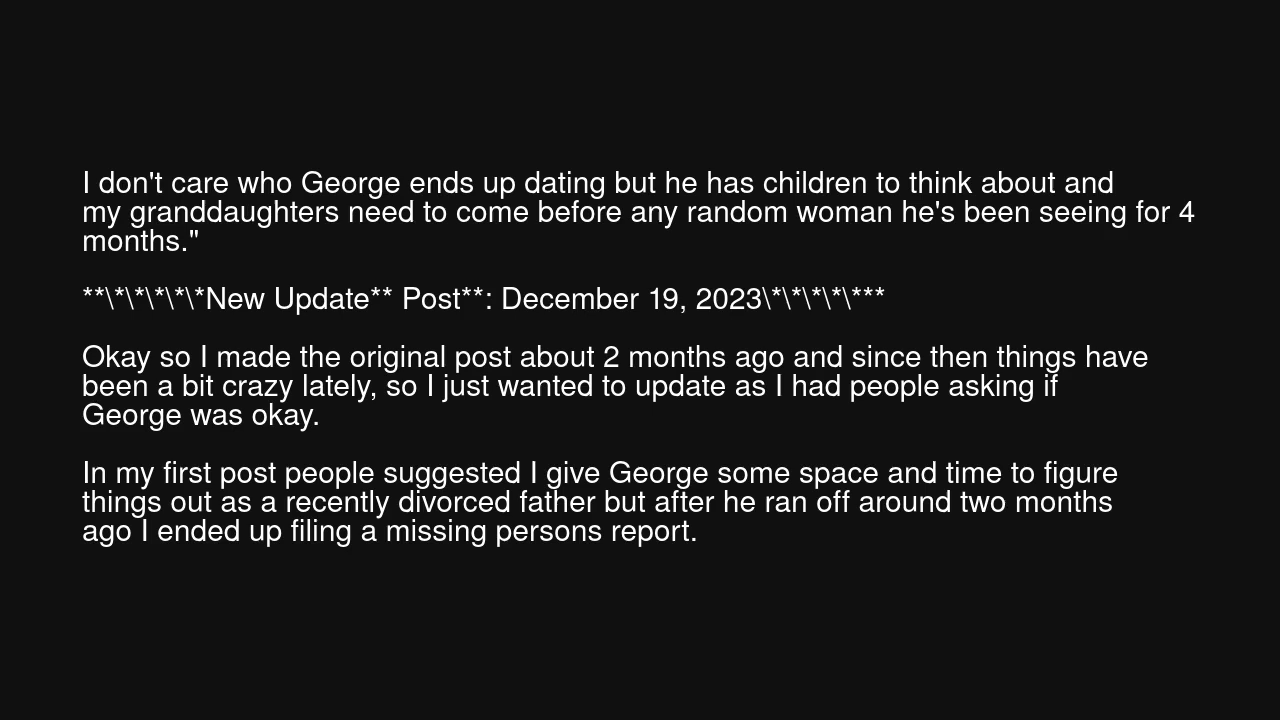 I don't care who George ends up dating but he has children to think about and
my granddaughters need to come before any random woman he's been seeing for 4
months."
**\*\*\*\*\*New Update** Post**: December 19, 2023\*\*\*\*\***
Okay so I made the original post about 2 months ago and since then things have
been a bit crazy lately, so I just wanted to update as I had people asking if
George was okay.
In my first post people suggested I give George some space and time to figure
things out as a recently divorced father but after he ran off around two months
ago I ended up filing a missing persons report.